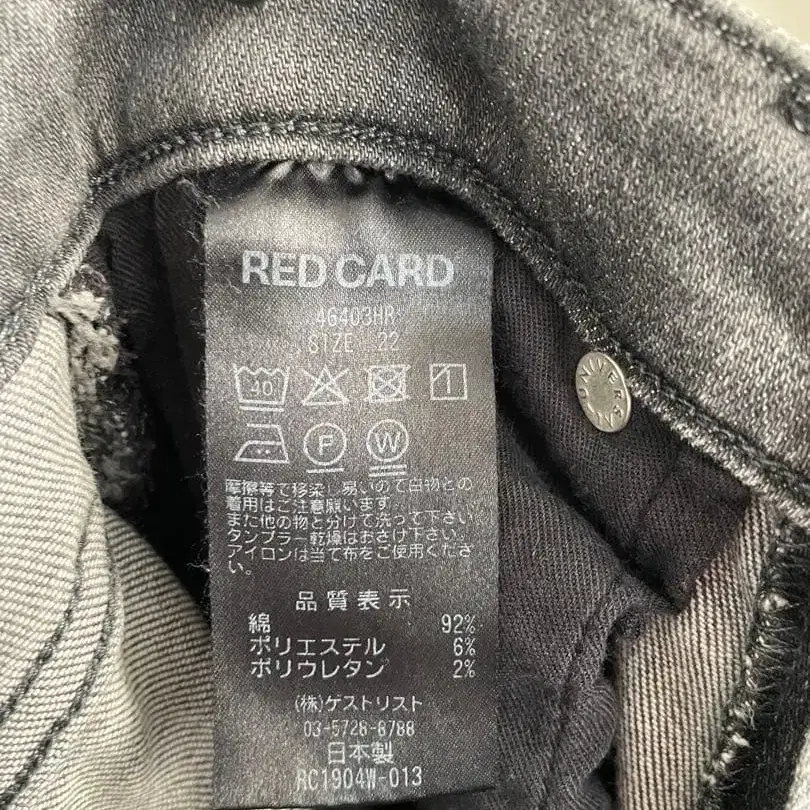 RED CARD
46403HR
SIZE 22
40
F W
摩擦等で移染し易いので白物との
着用はご注意願います
また他の物と分けて洗って下さい
タンブラー乾燥はおさけ下さい.
アイロンは当て布をご使用くださ
い.
品質表示
綿 92%
ポリエステル 6%
ポリウレタン 2%
(株)ゲストリスト
03-5728-8788
日本製
RC1904W-013
UNIVERSAL